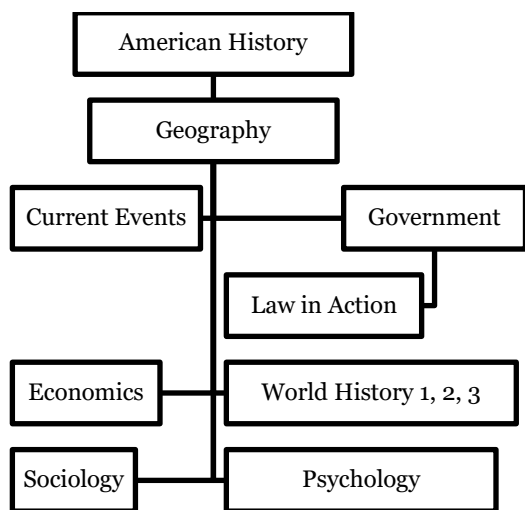 American History
Geography
Current Events
Government
Law in Action
Economics
World History 1, 2, 3
Sociology
Psychology